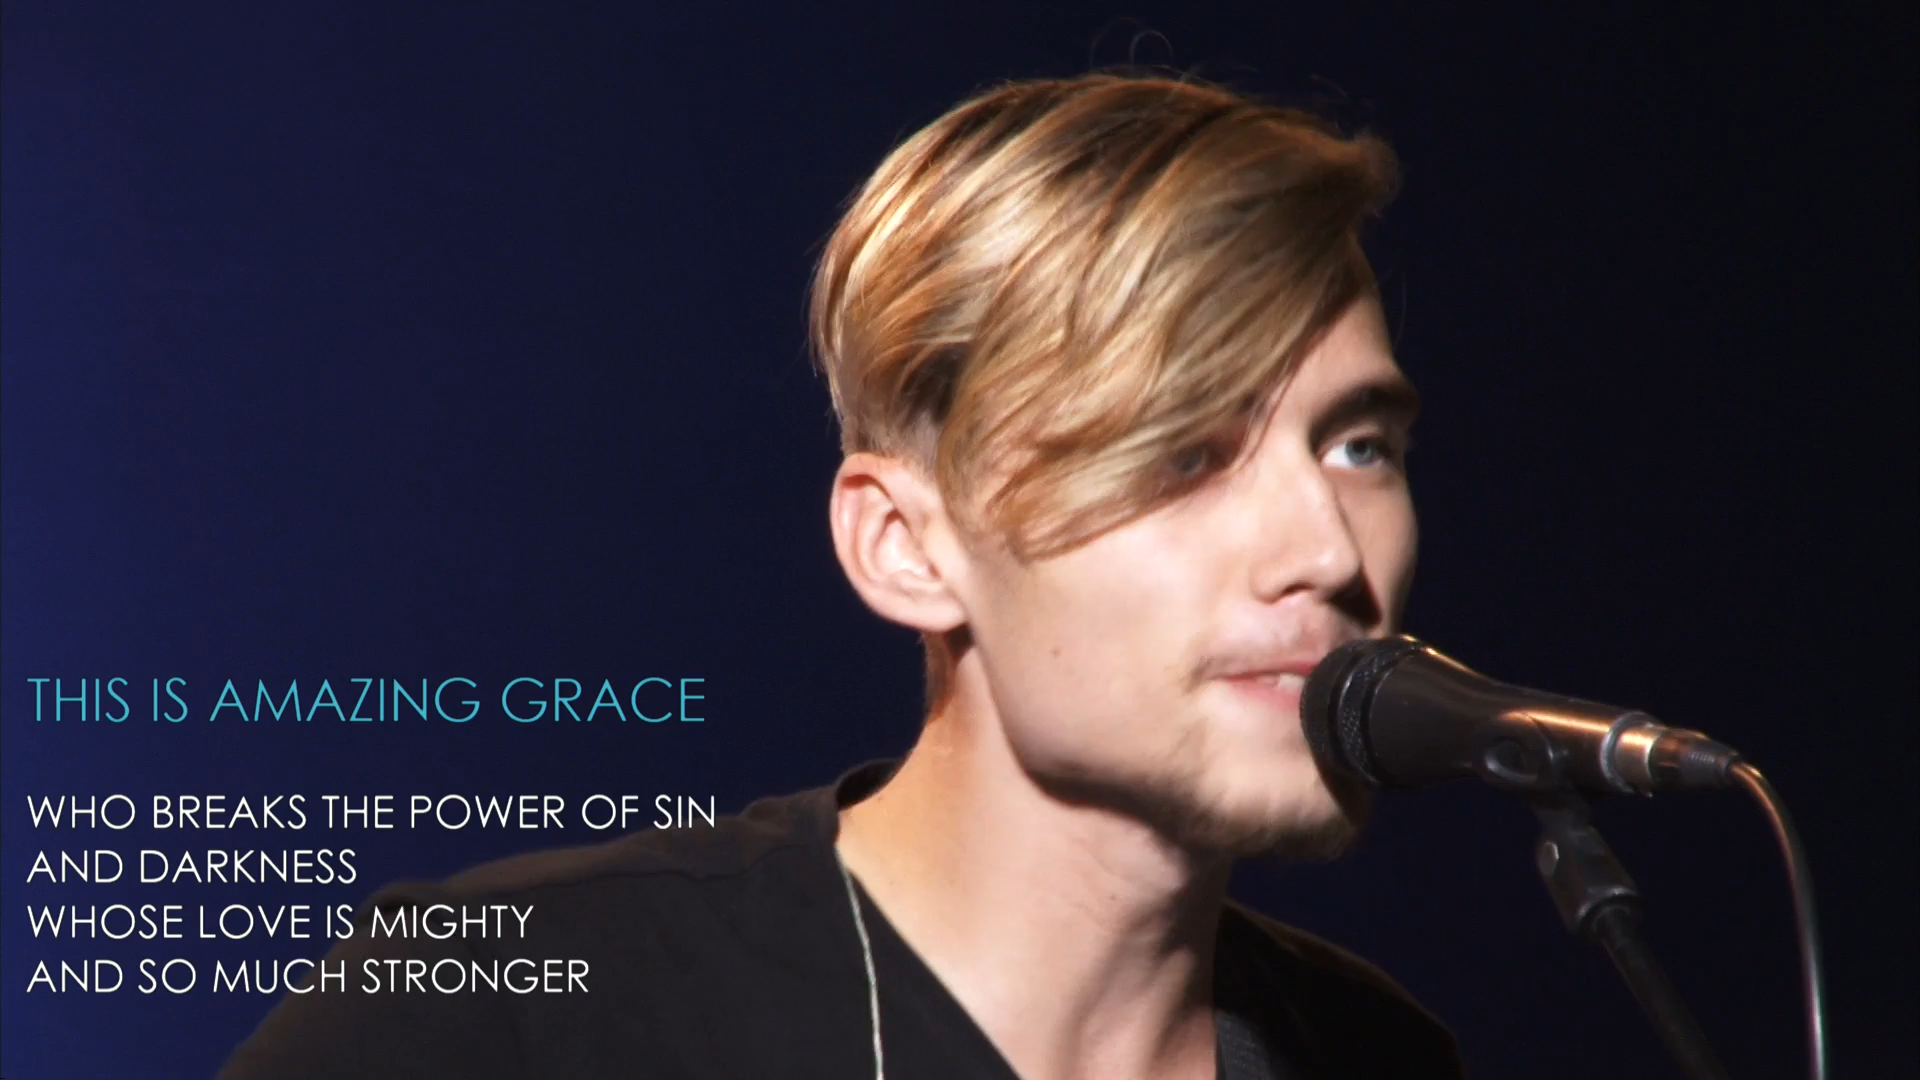 THIS IS AMAZING GRACE
WHO BREAKS THE POWER OF SIN
AND DARKNESS
WHOSE LOVE IS MIGHTY
AND SO MUCH STRONGER